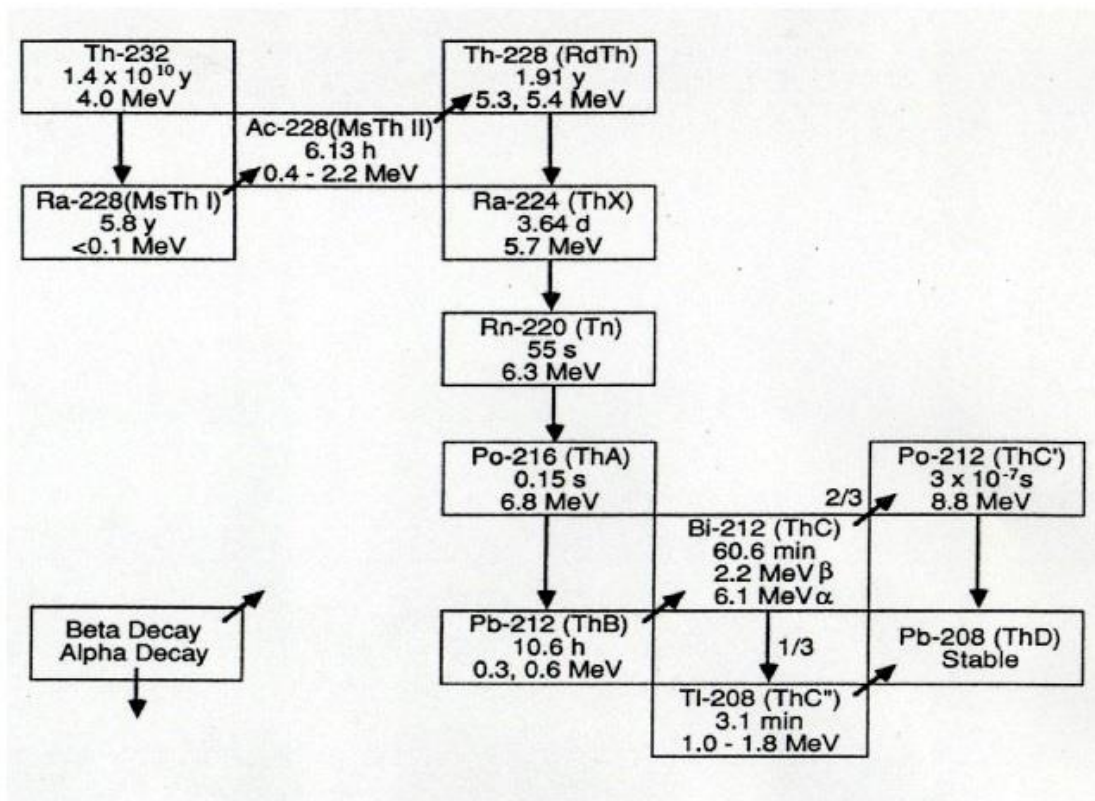 Th-232
1.4 x 10¹⁰ y
4.0 MeV
Th-228 (RdTh)
1.91 y
5.3, 5.4 MeV
Ac-228(MsTh II)
6.13 h
0.4 - 2.2 MeV
Ra-228(MsTh I)
5.8 y
<0.1 MeV
Ra-224 (ThX)
3.64 d
5.7 MeV
Rn-220 (Tn)
55 s
6.3 MeV
Po-216 (ThA)
0.15 s
6.8 MeV
Po-212 (ThC')
3 x 10⁻⁷s
8.8 MeV
2/3
Bi-212 (ThC)
60.6 min
2.2 MeV β
6.1 MeV α
Beta Decay
Alpha Decay
Pb-212 (ThB)
10.6 h
0.3, 0.6 MeV
1/3
Pb-208 (ThD)
Stable
Tl-208 (ThC")
3.1 min
1.0 - 1.8 MeV